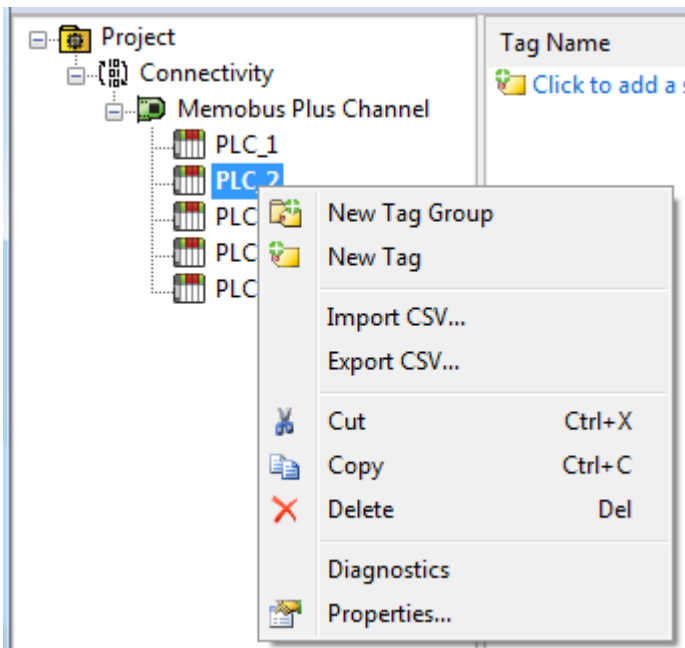 Project
Connectivity
Memobus Plus Channel
PLC_1
PLC_2
PLC
PLC
PLC
Tag Name
Click to add a s
New Tag Group
New Tag
Import CSV...
Export CSV...
Cut Ctrl+X
Copy Ctrl+C
Delete Del
Diagnostics
Properties...